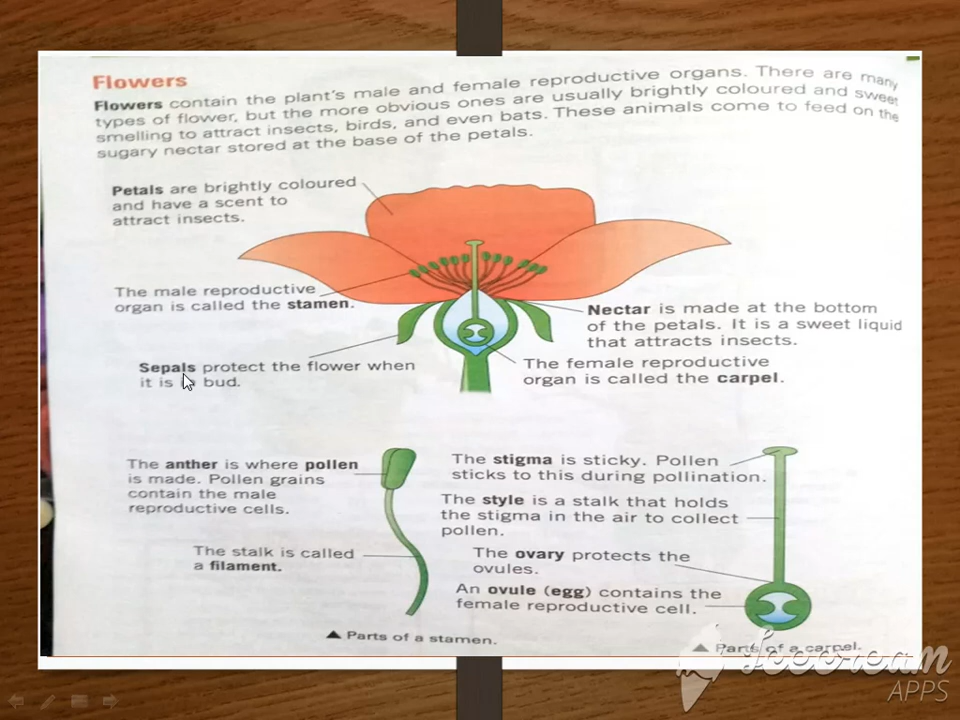 Flowers
Flowers contain the plant's male and female reproductive organs. There are many
types of flower, but the more obvious ones are usually brightly coloured and sweet
smelling to attract insects, birds, and even bats. These animals come to feed on the
sugary nectar stored at the base of the petals.
Petals are brightly coloured
and have a scent to
attract insects.
The male reproductive
organ is called the stamen.
Nectar is made at the bottom
of the petals. It is a sweet liquid
that attracts insects.
Sepals protect the flower when
it is bud.
The female reproductive
organ is called the carpel.
The anther is where pollen
is made. Pollen grains
contain the male
reproductive cells.
The stalk is called
a filament.
▲ Parts of a stamen.
The stigma is sticky. Pollen
sticks to this during pollination.
The style is a stalk that holds
the stigma in the air to collect
pollen.
The ovary protects the
ovules.
An ovule (egg) contains the
female reproductive cell.
▲ Parts of a carpel.
Icecream
APPS